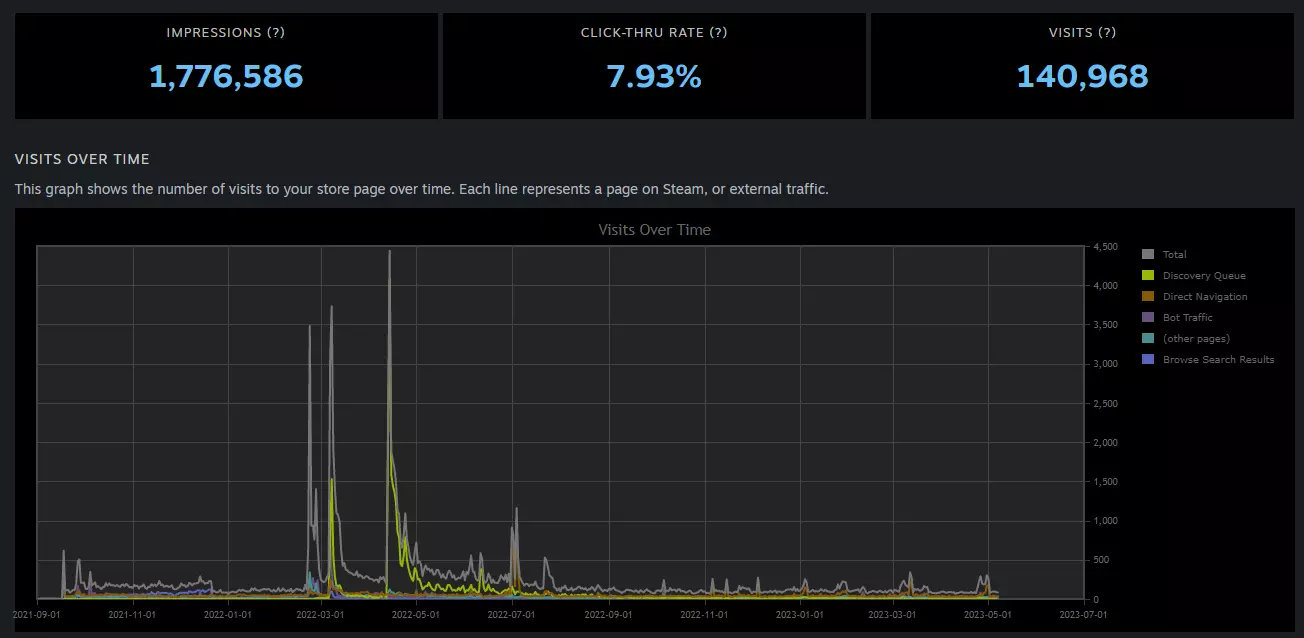 IMPRESSIONS (?)
1,776,586
CLICK-THRU RATE (?)
7.93%
VISITS (?)
140,968
VISITS OVER TIME
This graph shows the number of visits to your store page over time. Each line represents a page on Steam, or external traffic.
Visits Over Time
4,500
4,000
3,500
3,000
2,500
2,000
1,500
1,000
500
0
Total
Discovery Queue
Direct Navigation
Bot Traffic
(other pages)
Browse Search Results
2021-09-01 2021-11-01 2022-01-01 2022-03-01 2022-05-01 2022-07-01 2022-09-01 2022-11-01 2023-01-01 2023-03-01 2023-05-01 2023-07-01